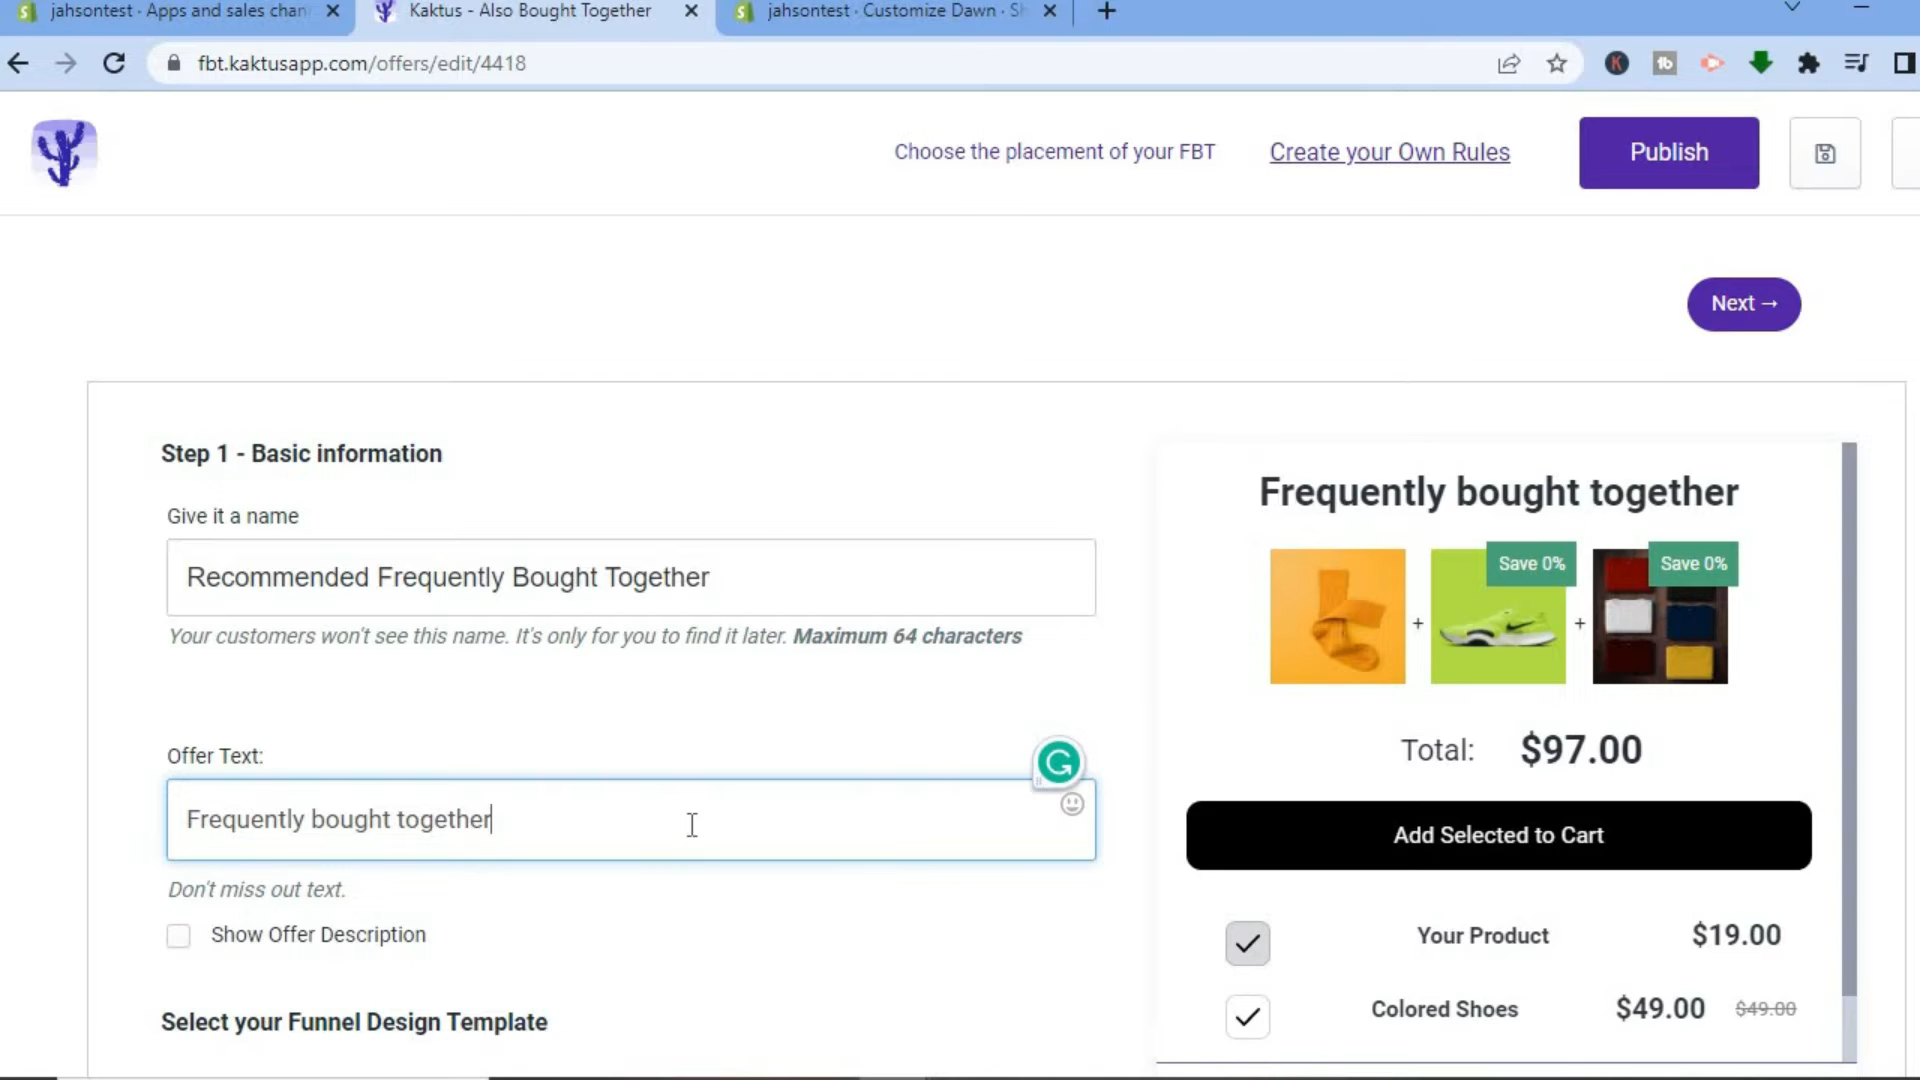 jahsontest · Apps and sales chan
Kaktus - Also Bought Together
jahsontest · Customize Dawn · Sh
fbt.kaktusapp.com/offers/edit/4418
Choose the placement of your FBT
Create your Own Rules
Publish
Next →
Step 1 - Basic information
Give it a name
Recommended Frequently Bought Together
Your customers won't see this name. It's only for you to find it later. Maximum 64 characters
Offer Text:
Frequently bought together
Don't miss out text.
Show Offer Description
Select your Funnel Design Template
Frequently bought together
Save 0%
Save 0%
+
+
Total: $97.00
Add Selected to Cart
Your Product $19.00
Colored Shoes $49.00 $49.00